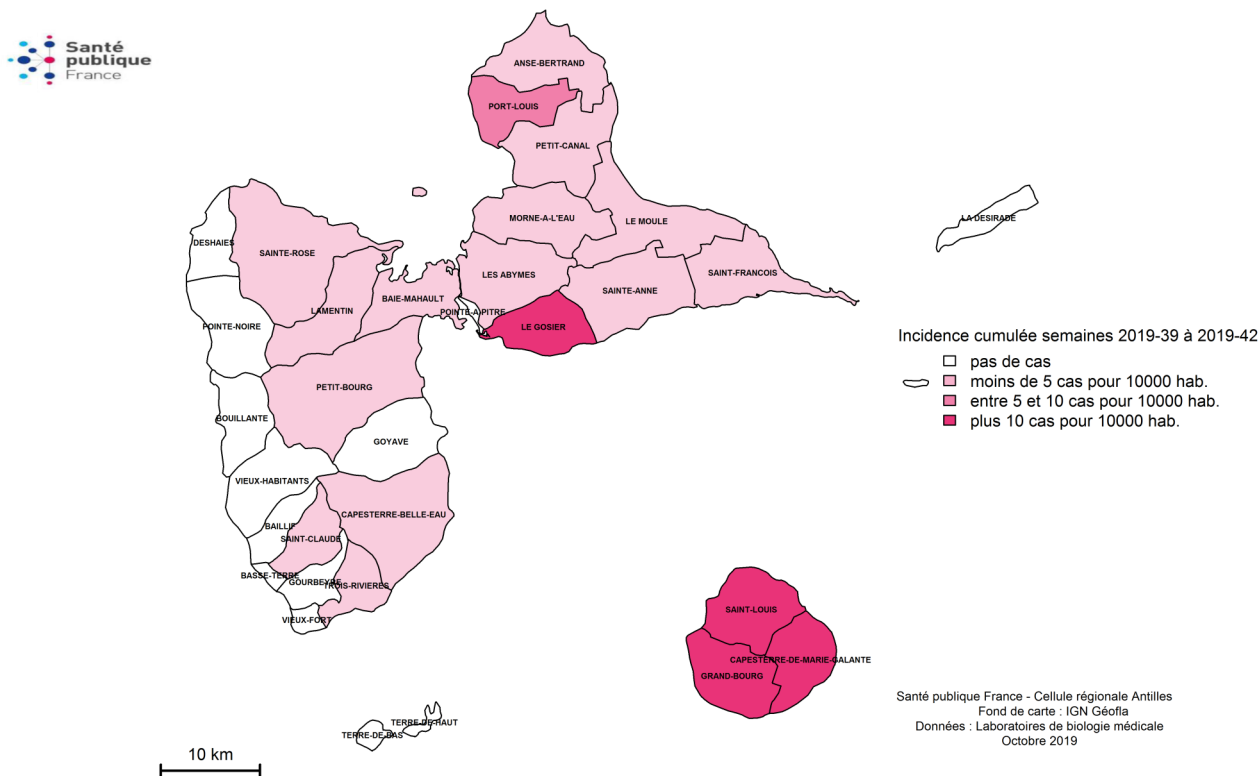 Santé
publique
France
ANSE-BERTRAND
PORT-LOUIS
PETIT-CANAL
MORNE-A-L'EAU
LE MOULE
LA DESIRADE
DESHAIES
SAINTE-ROSE
LES ABYMES
SAINT-FRANCOIS
SAINTE-ANNE
BAIE-MAHAULT
LAMENTIN
POINTE-A-PITRE
POINTE-NOIRE
LE GOSIER
Incidence cumulée semaines 2019-39 à 2019-42
pas de cas
moins de 5 cas pour 10000 hab.
entre 5 et 10 cas pour 10000 hab.
plus 10 cas pour 10000 hab.
PETIT-BOURG
BOUILLANTE
GOYAVE
VIEUX-HABITANTS
CAPESTERRE-BELLE-EAU
BAILLIF
SAINT-CLAUDE
BASSE-TERRE
GOURBEYRE
TROIS-RIVIERES
VIEUX-FORT
SAINT-LOUIS
CAPESTERRE-DE-MARIE-GALANTE
GRAND-BOURG
TERRE-DE-HAUT
TERRE-DE-BAS
Santé publique France - Cellule régionale Antilles
Fond de carte : IGN Géofla
Données : Laboratoires de biologie médicale
Octobre 2019
10 km